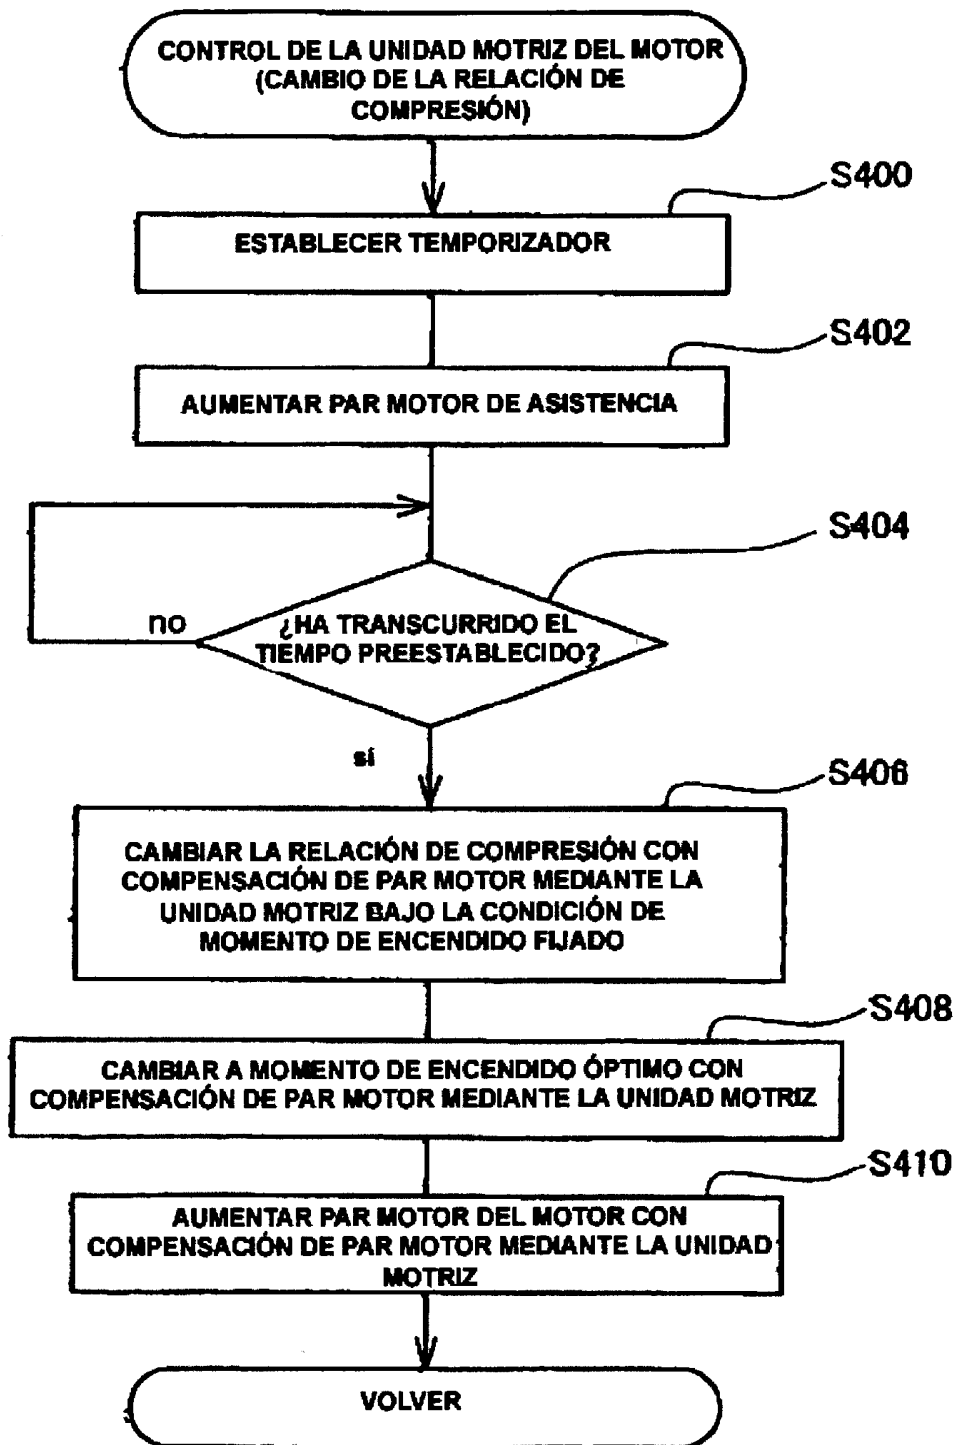 CONTROL DE LA UNIDAD MOTRIZ DEL MOTOR
(CAMBIO DE LA RELACIÓN DE
COMPRESIÓN)
S400
ESTABLECER TEMPORIZADOR
S402
AUMENTAR PAR MOTOR DE ASISTENCIA
S404
¿HA TRANSCURRIDO EL
TIEMPO PREESTABLECIDO?
no
sí
S406
CAMBIAR LA RELACIÓN DE COMPRESIÓN CON
COMPENSACIÓN DE PAR MOTOR MEDIANTE LA
UNIDAD MOTRIZ BAJO LA CONDICIÓN DE
MOMENTO DE ENCENDIDO FIJADO
S408
CAMBIAR A MOMENTO DE ENCENDIDO ÓPTIMO CON
COMPENSACIÓN DE PAR MOTOR MEDIANTE LA UNIDAD MOTRIZ
S410
AUMENTAR PAR MOTOR DEL MOTOR CON
COMPENSACIÓN DE PAR MOTOR MEDIANTE LA UNIDAD
MOTRIZ
VOLVER